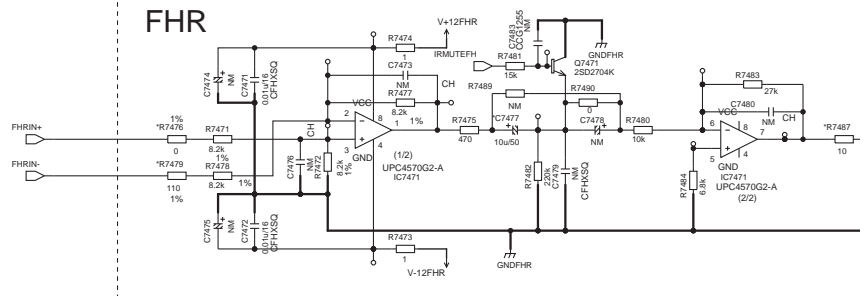 FHR
V+12FHR
R7474
1
C7473
NM
CH
R7477
8.2k
1%
C7474
NM
C7471
0.01u/16
CFHXSQ
VCC
2
8
1
3
4
GND
(1/2)
UPC4570G2-A
IC7471
FHRIN+
1%
*R7476
0
R7471
8.2k
1%
FHRIN-
*R7479
110
1%
R7478
8.2k
1%
CH
C7476
NM
R7472
8.2k
1%
C7475
NM
C7472
0.01u/16
CFHXSQ
R7473
1
V-12FHR
IRMUTEFH
R7481
15k
C7483
CCG1255
NM
Q7471
2SD2704K
GNDFHR
R7489
NM
R7490
0
R7475
470
*C7477
10u/50
C7478
NM
R7480
10k
R7482
220k
C7479
NM
CFHXSQ
GNDFHR
R7483
27k
C7480
NM
CH
VCC
6
8
7
5
4
GND
IC7471
UPC4570G2-A
(2/2)
R7484
6.8k
*R7487
10